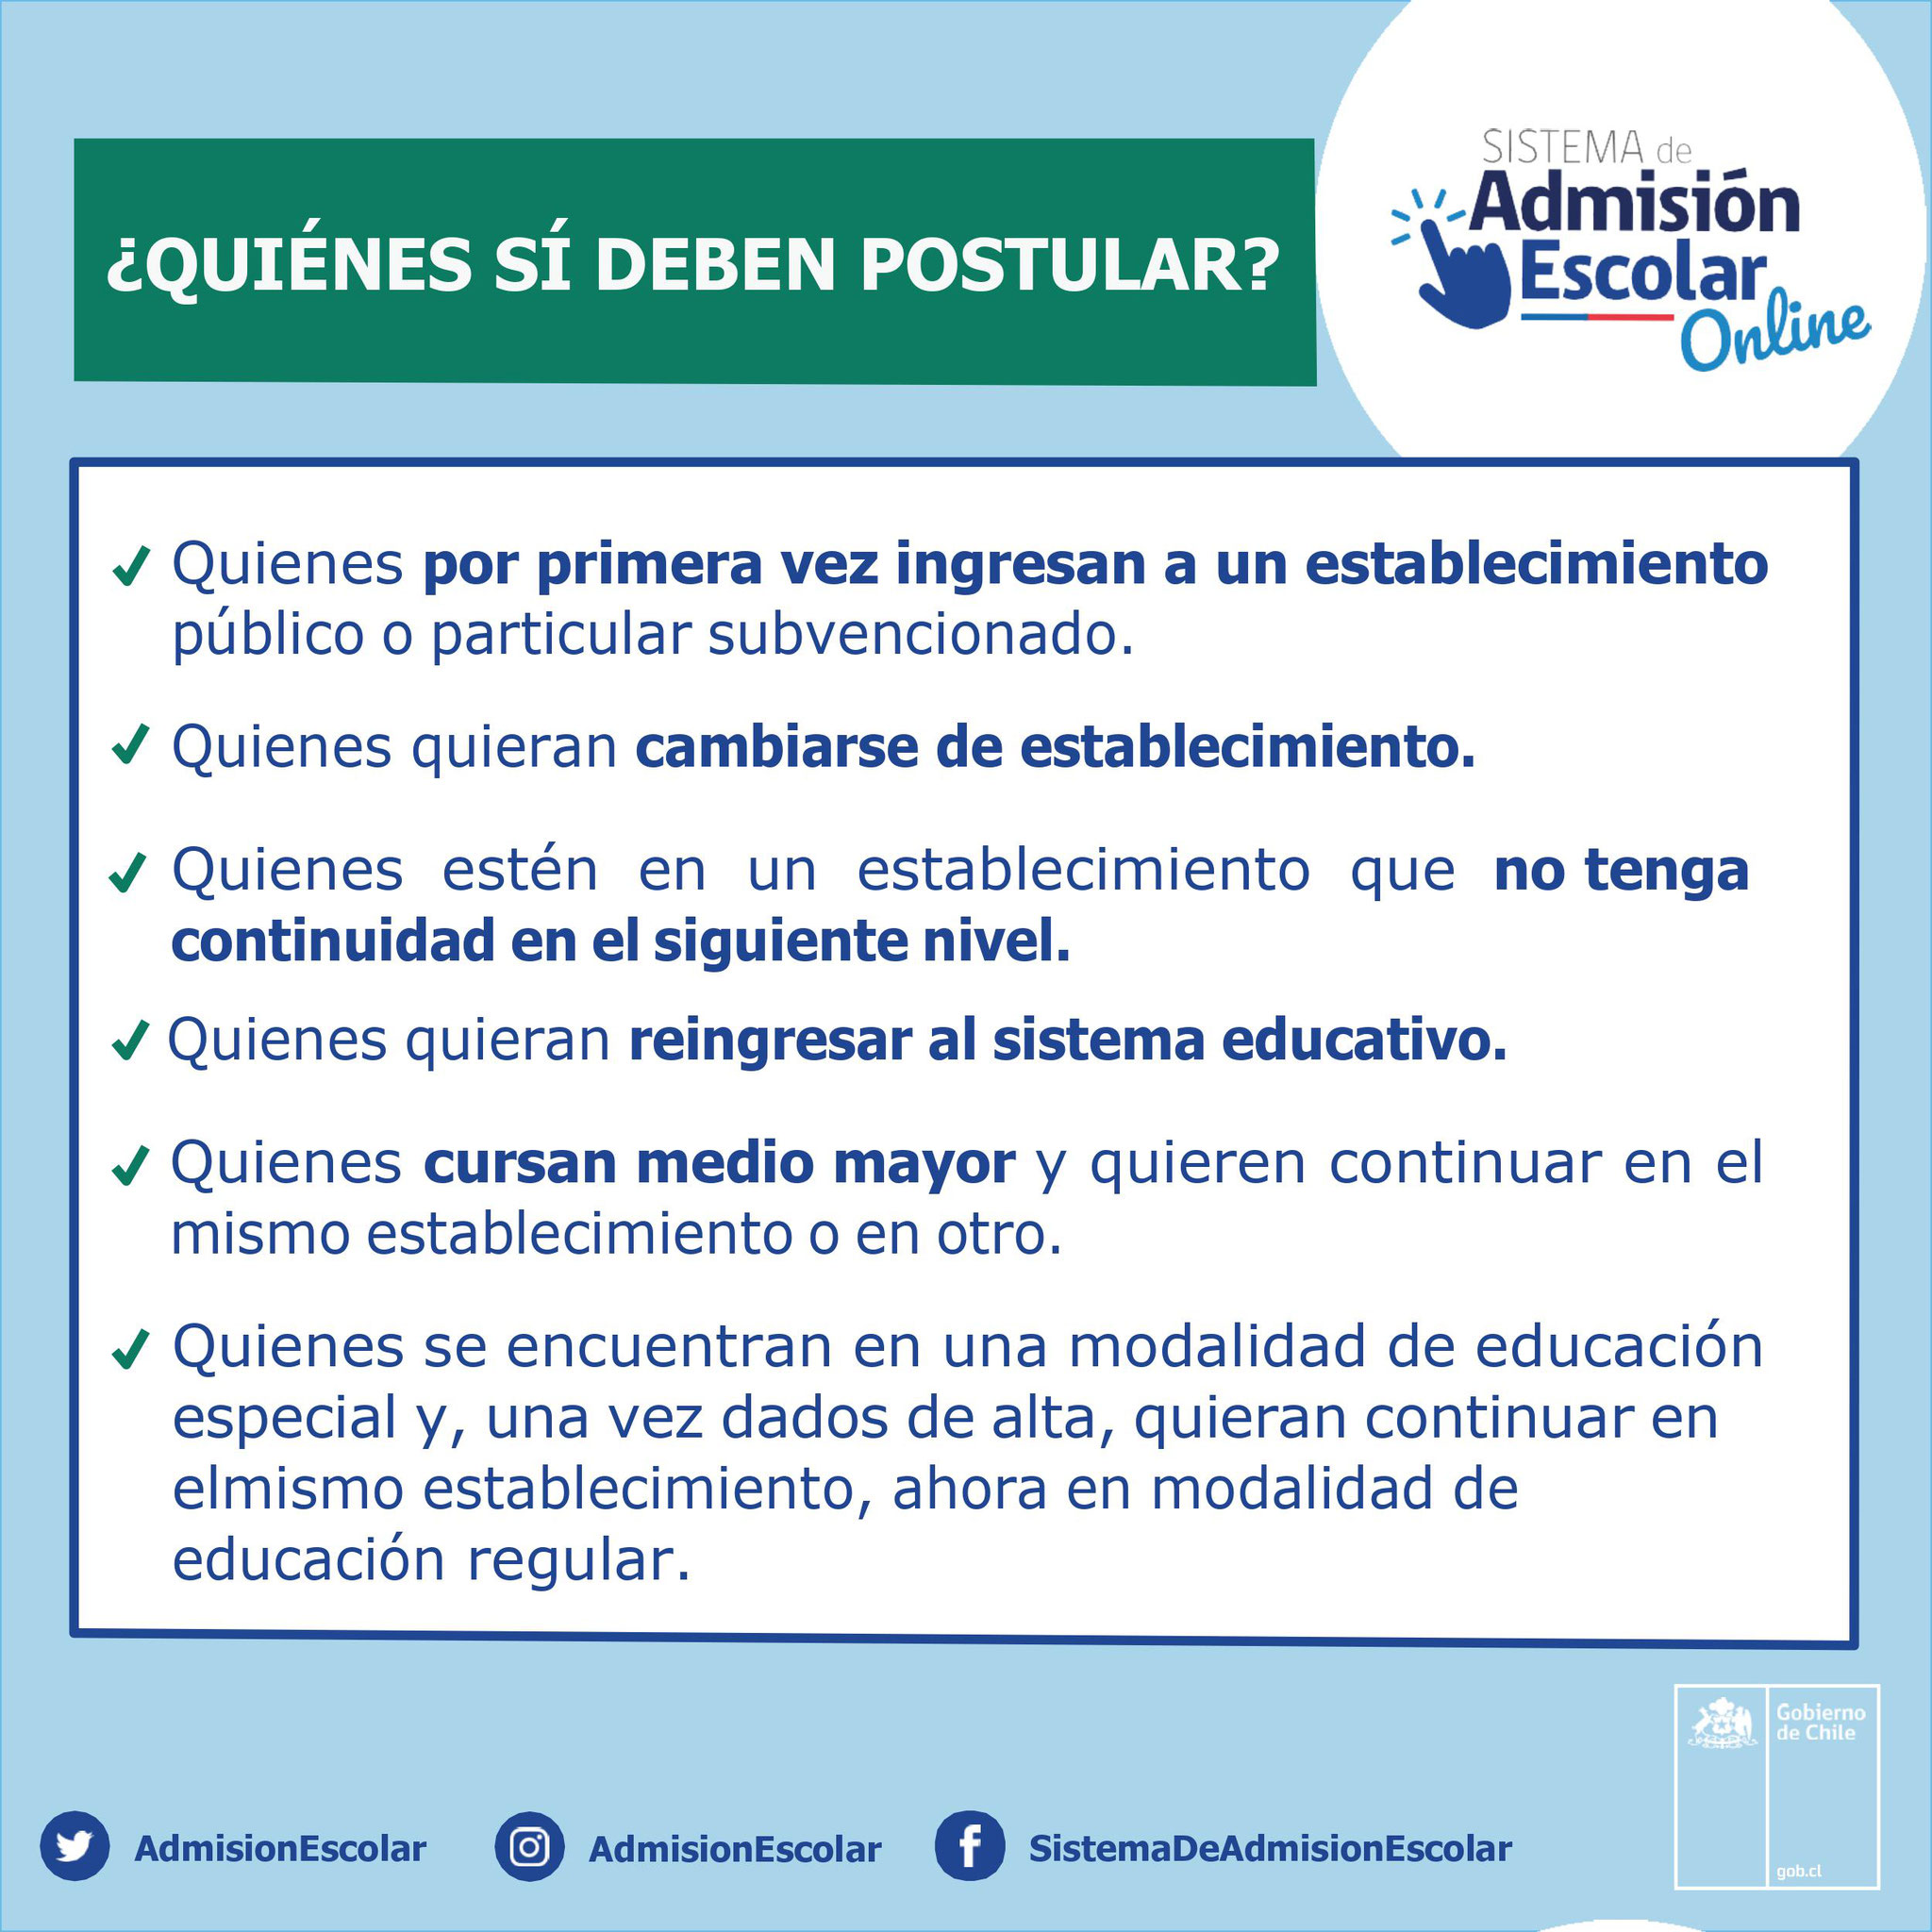 SISTEMA de
Admisión
Escolar
Online
¿QUIÉNES SÍ DEBEN POSTULAR?
Quienes por primera vez ingresan a un establecimiento
público o particular subvencionado.
Quienes quieran cambiarse de establecimiento.
Quienes estén en un establecimiento que no tenga
continuidad en el siguiente nivel.
Quienes quieran reingresar al sistema educativo.
Quienes cursan medio mayor y quieren continuar en el
mismo establecimiento o en otro.
Quienes se encuentran en una modalidad de educación
especial y, una vez dados de alta, quieran continuar en
elmismo establecimiento, ahora en modalidad de
educación regular.
Gobierno
de Chile
gob.cl
AdmisionEscolar
AdmisionEscolar
SistemaDeAdmisionEscolar